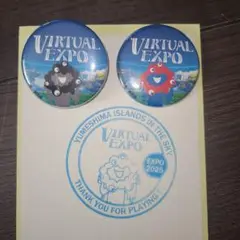 VIRTUAL
EXPO
VIRTUAL
EXPO
YUMESHIMA ISLANDS IN THE SKY
VIRTUAL
EXPO
EXPO
2025
THANK YOU FOR PLAYING!